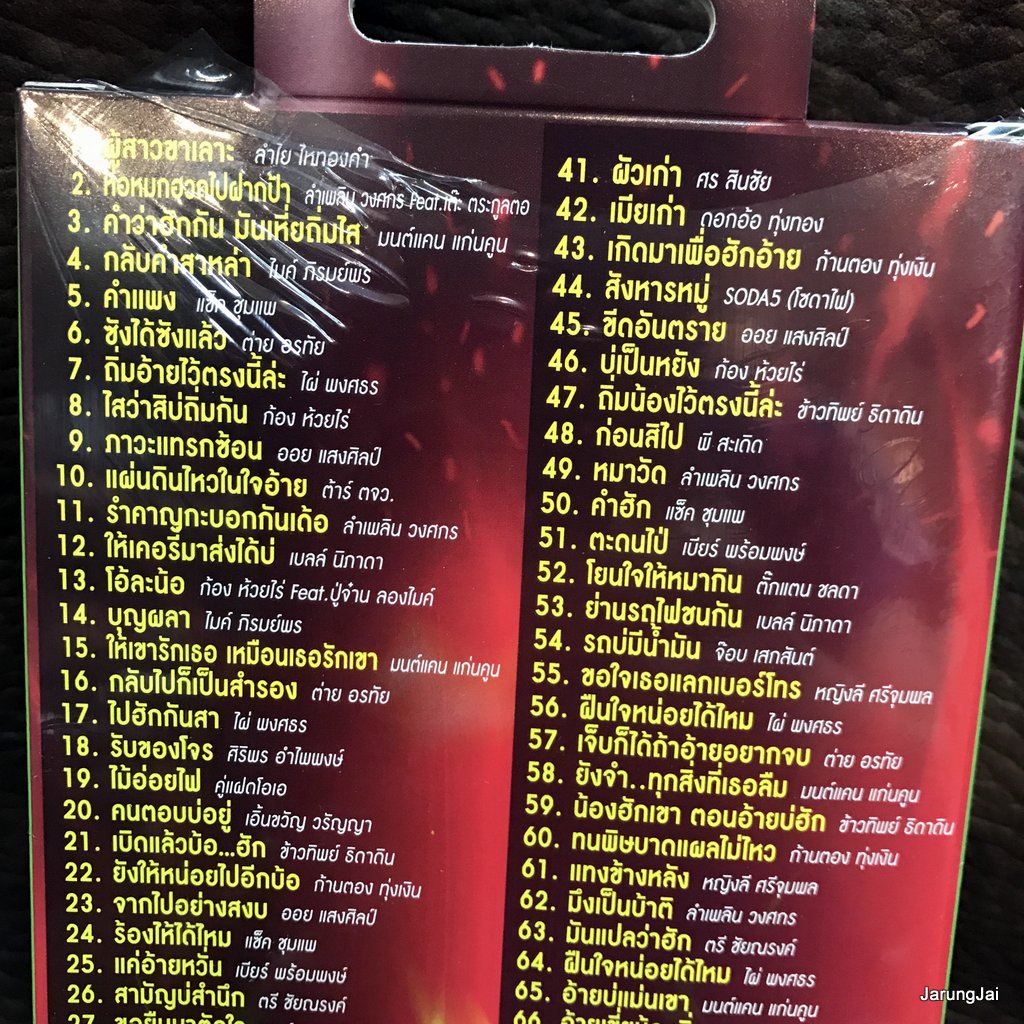 ผู้สาวขาเลาะ ลำไย ไหทองคำ
2. ห่อหมกฮวกไปฝากป้า ลำเพลิน วงศกร Feat.เต๊ะ ตระกูลตอ
3. คำว่าฮักกัน มันเหี่ยถิ่มไส มนต์แคน แก่นคูน
4. กลับคำสาหล่า ไมค์ ภิรมย์พร
5. คำแพง แซ็ค ชุมแพ
6. ซังได้ซังแล้ว ต่าย อรทัย
7. ถิ่มอ้ายไว้ตรงนี้ล่ะ ไผ่ พงศธร
8. ไสว่าสิบ่ถิ่มกัน ก้อง ห้วยไร่
9. ภาวะแทรกซ้อน ออย แสงศิลป์
10. แผ่นดินไหวในใจอ้าย ต้าร์ ตจว.
11. รำคาญกะบอกกันเด้อ ลำเพลิน วงศกร
12. ให้เคอรี่มาส่งได้บ่ เบลล์ นิภาดา
13. โอ้ละน้อ ก้อง ห้วยไร่ Feat.ปู่จ๋าน ลองไมค์
14. บุญผลา ไมค์ ภิรมย์พร
15. ให้เขารักเธอ เหมือนเธอรักเขา มนต์แคน แก่นคูน
16. กลับไปก็เป็นสำรอง ต่าย อรทัย
17. ไปฮักกันสา ไผ่ พงศธร
18. รับของโจร ศิริพร อำไพพงษ์
19. ไม้อ่อยไฟ คู่แฝดโอเอ
20. คนตอบบ่อยู่ เอิ้นขวัญ วรัญญา
21. เบิดแล้วบ้อ...ฮัก ข้าวทิพย์ ธิดาดิน
22. ยังให้หน่อยไปอีกบ้อ ก้านตอง ทุ่งเงิน
23. จากไปอย่างสงบ ออย แสงศิลป์
24. ร้องไห้ได้ไหม แซ็ค ชุมแพ
25. แค่อ้ายหวั่น เบียร์ พร้อมพงษ์
26. สามัญบ่สำนึก ตรี ชัยณรงค์
27.
41. ผัวเก่า ศร สินชัย
42. เมียเก่า ดอกอ้อ ทุ่งทอง
43. เกิดมาเพื่อฮักอ้าย ก้านตอง ทุ่งเงิน
44. สังหารหมู่ SODA5 (โซดาไฟ)
45. ขีดอันตราย ออย แสงศิลป์
46. บุ่เป็นหยัง ก้อง ห้วยไร่
47. ถิ่มน้องไว้ตรงนี้ล่ะ ข้าวทิพย์ ธิดาดิน
48. ก่อนสิไป พี สะเดิด
49. หมาวัด ลำเพลิน วงศกร
50. คำฮัก แซ็ค ชุมแพ
51. ตะดนไป่ เบียร์ พร้อมพงษ์
52. โยนใจให้หมากิน ตั๊กแตน ชลดา
53. ย่านรถไฟชนกัน เบลล์ นิภาดา
54. รถบ่มีน้ำมัน จ๊อบ เสกสันต์
55. ขอใจเธอแลกเบอร์โทร หญิงลี ศรีจุมพล
56. ฝืนใจหน่อยได้ไหม ไผ่ พงศธร
57. เจ็บก็ได้ถ้าอ้ายอยากจบ ต่าย อรทัย
58. ยังจำ..ทุกสิ่งที่เธอลืม มนต์แคน แก่นคูน
59. น้องฮักเขา ตอนอ้ายบ่ฮัก ข้าวทิพย์ ธิดาดิน
60. ทนพิษบาดแผลไม่ไหว ก้านตอง ทุ่งเงิน
61. แทงข้างหลัง หญิงลี ศรีจุมพล
62. มึงเป็นบ้าติ ลำเพลิน วงศกร
63. มันแปลว่าฮัก ตรี ชัยณรงค์
64. ฝืนใจหน่อยได้ไหม ไผ่ พงศธร
65. อ้ายบ่แม่นเขา มนต์แคน แก่นคูน
66.
JarungJai